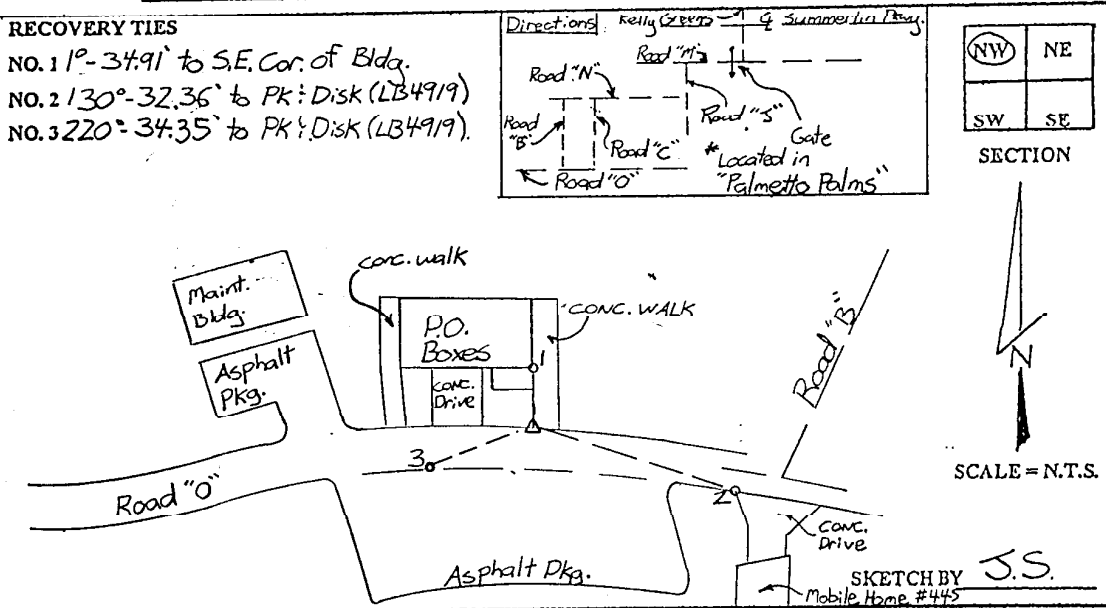 RECOVERY TIES
NO. 1 1°-34.91' to S.E. Cor. of Bldg.
NO. 2 130°-32.36' to PK & Disk (LB4919)
NO. 3 220°-34.35' to PK & Disk (LB4919).
Directions Kelly Greens ℄ Summerlin Pkwy.
Road "M"
Road "N"
Road "B"
Road "C"
Road "S"
Gate
Road "O"
*Located in
"Palmetto Palms"
NW NE
SW SE
SECTION
conc. walk
Maint.
Bldg.
P.O.
Boxes
1
CONC. WALK
Road "B"
N
Asphalt
Pkg.
conc.
Drive
3
2
Road "O"
SCALE = N.T.S.
Conc.
Drive
Asphalt Pkg.
SKETCH BY J.S.
Mobile Home #445